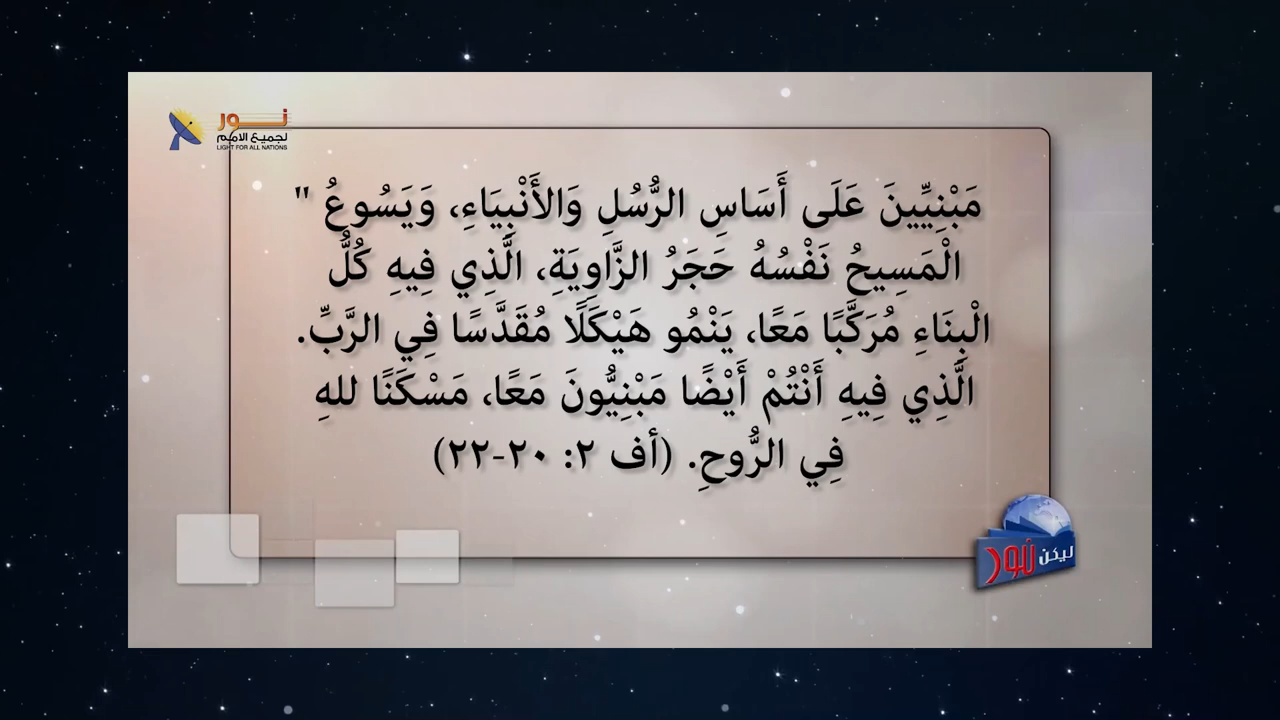 نور
لجميع الامم
LIGHT FOR ALL NATIONS
مَبْنِيِّينَ عَلَى أَسَاسِ الرُّسُلِ وَالأَنْبِيَاءِ، وَيَسُوعُ "
الْمَسِيحُ نَفْسُهُ حَجَرُ الزَّاوِيَةِ، الَّذِي فِيهِ كُلُّ
الْبِنَاءِ مُرَكَّبًا مَعًا، يَنْمُو هَيْكَلًا مُقَدَّسًا فِي الرَّبِّ.
الَّذِي فِيهِ أَنْتُمْ أَيْضًا مَبْنِيُّونَ مَعًا، مَسْكَنًا للهِ
فِي الرُّوحِ. (أف ٢: ٢٠-٢٢)
ليكن نور